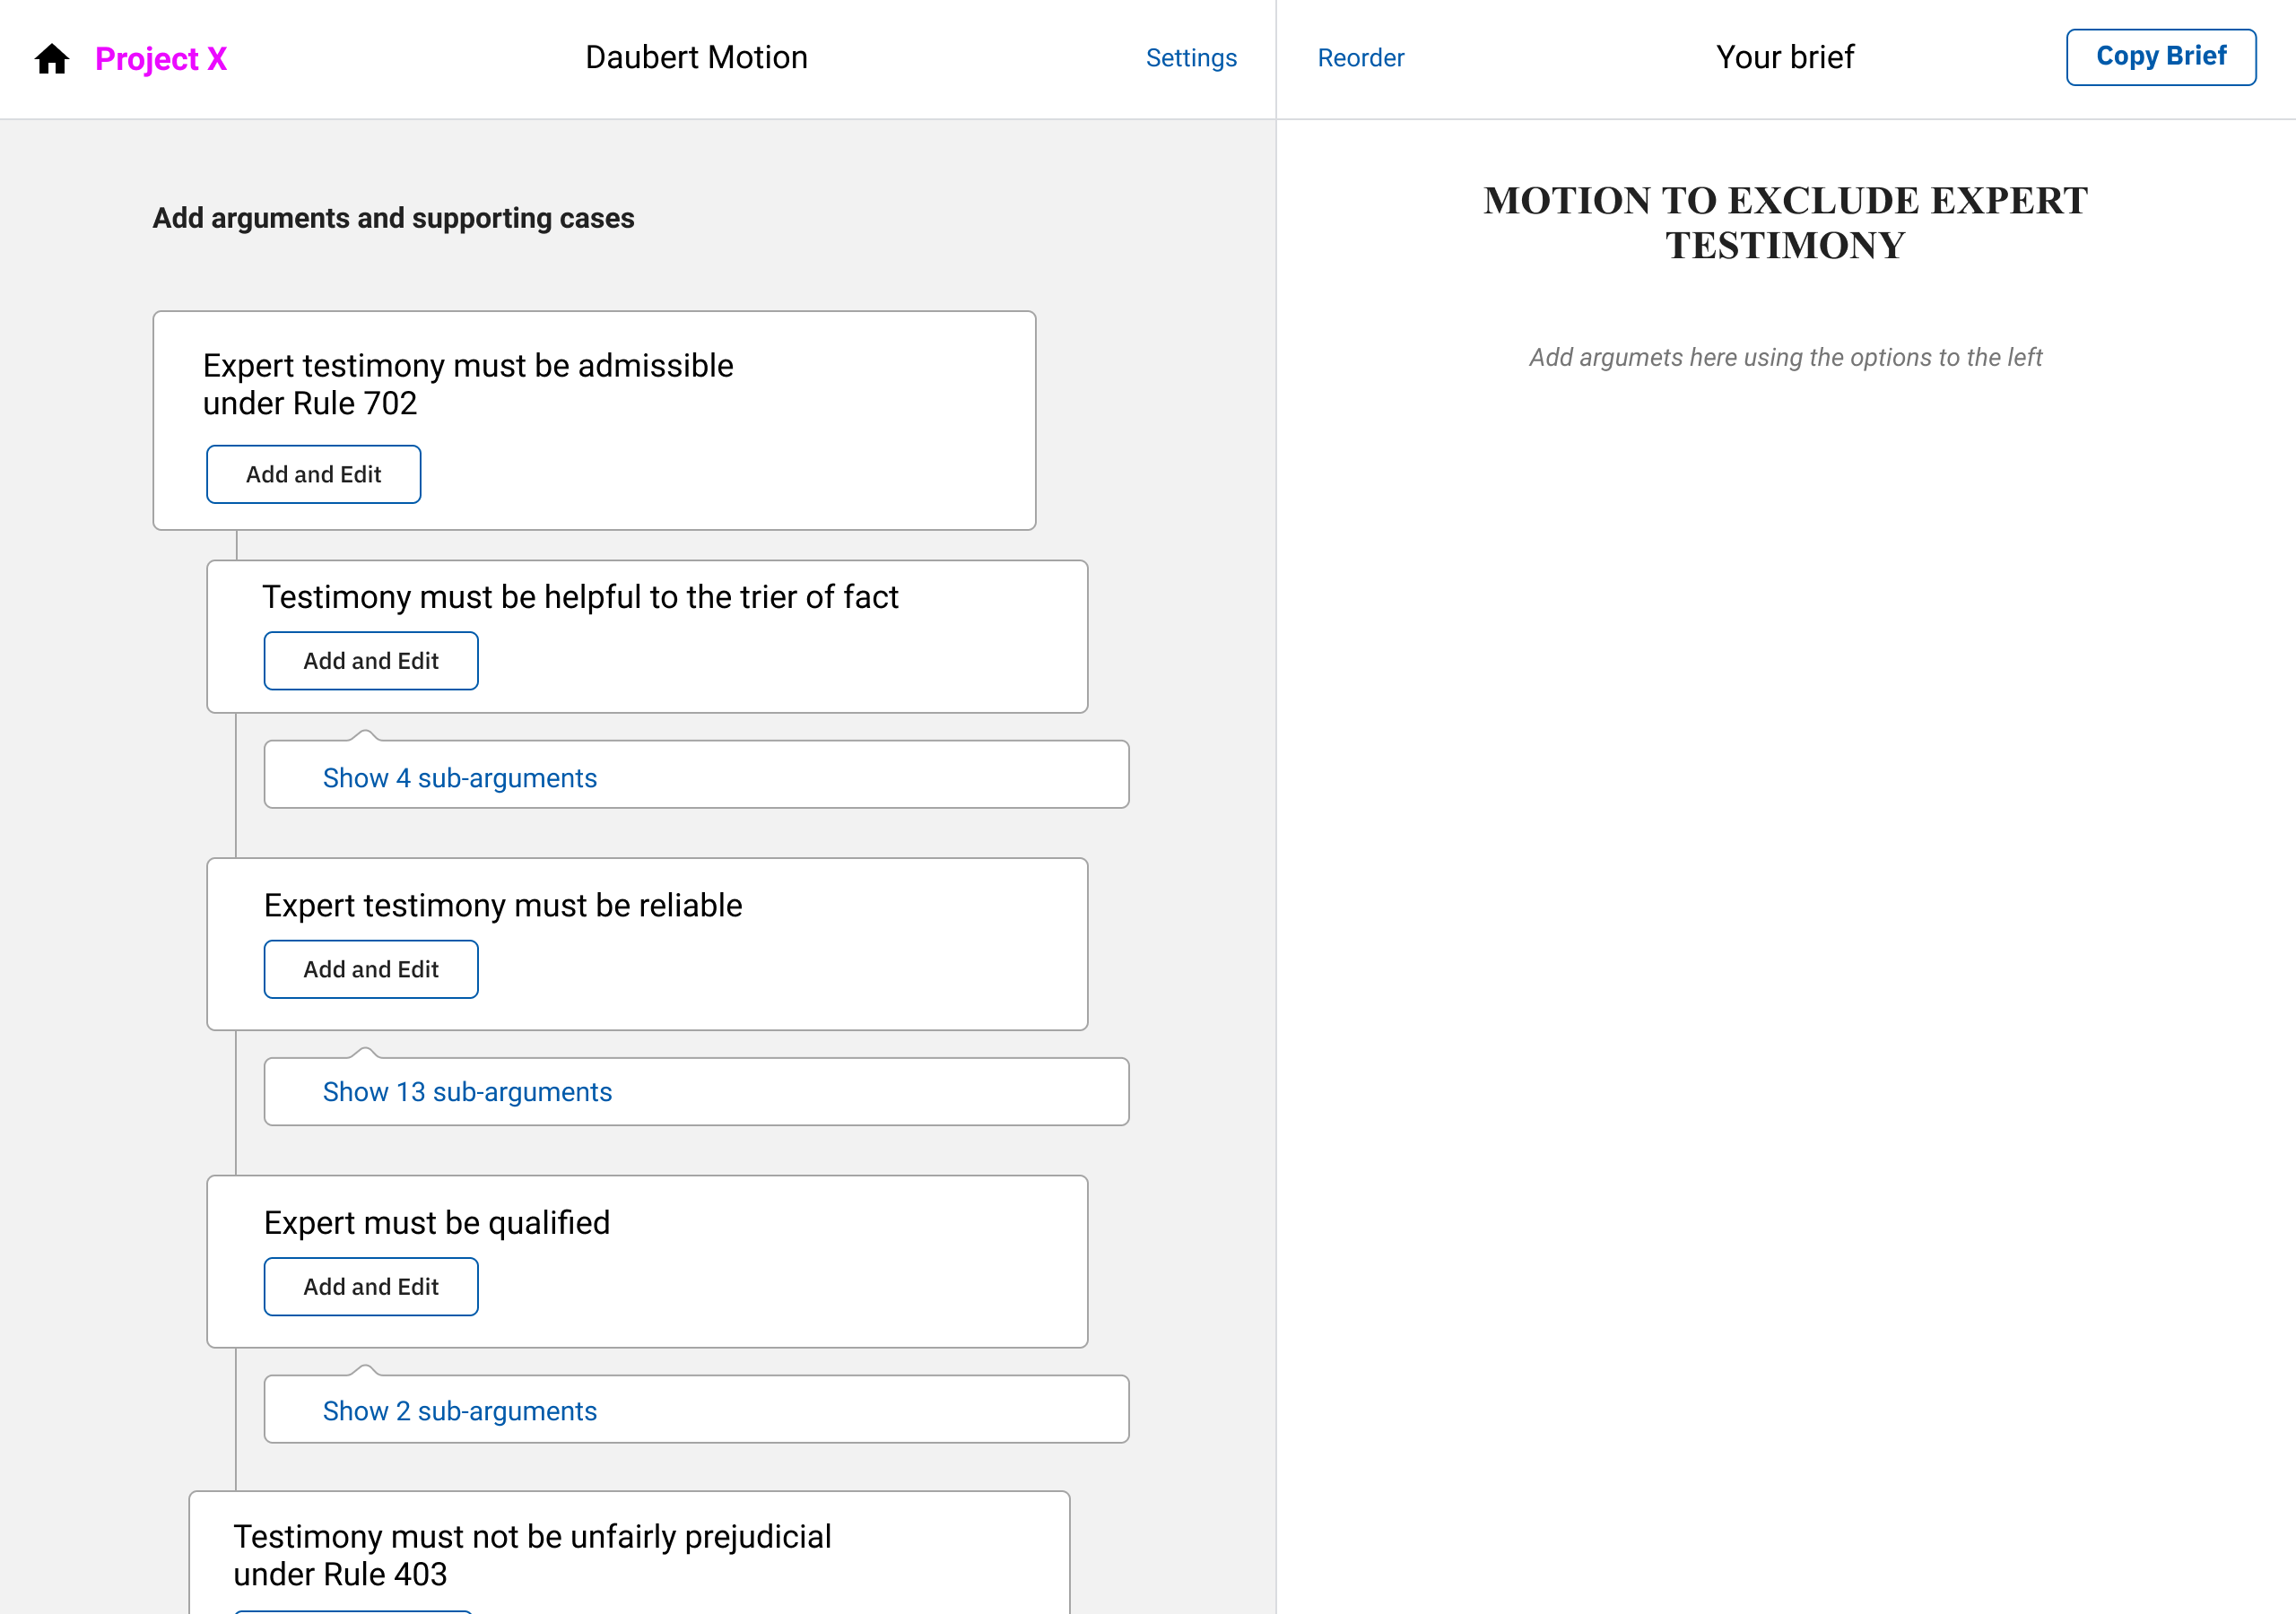 Project X
Daubert Motion
Settings
Reorder
Your brief
Copy Brief
Add arguments and supporting cases
Expert testimony must be admissible
under Rule 702
Add and Edit
Testimony must be helpful to the trier of fact
Add and Edit
Show 4 sub-arguments
Expert testimony must be reliable
Add and Edit
Show 13 sub-arguments
Expert must be qualified
Add and Edit
Show 2 sub-arguments
Testimony must not be unfairly prejudicial
under Rule 403
MOTION TO EXCLUDE EXPERT
TESTIMONY
Add argumets here using the options to the left